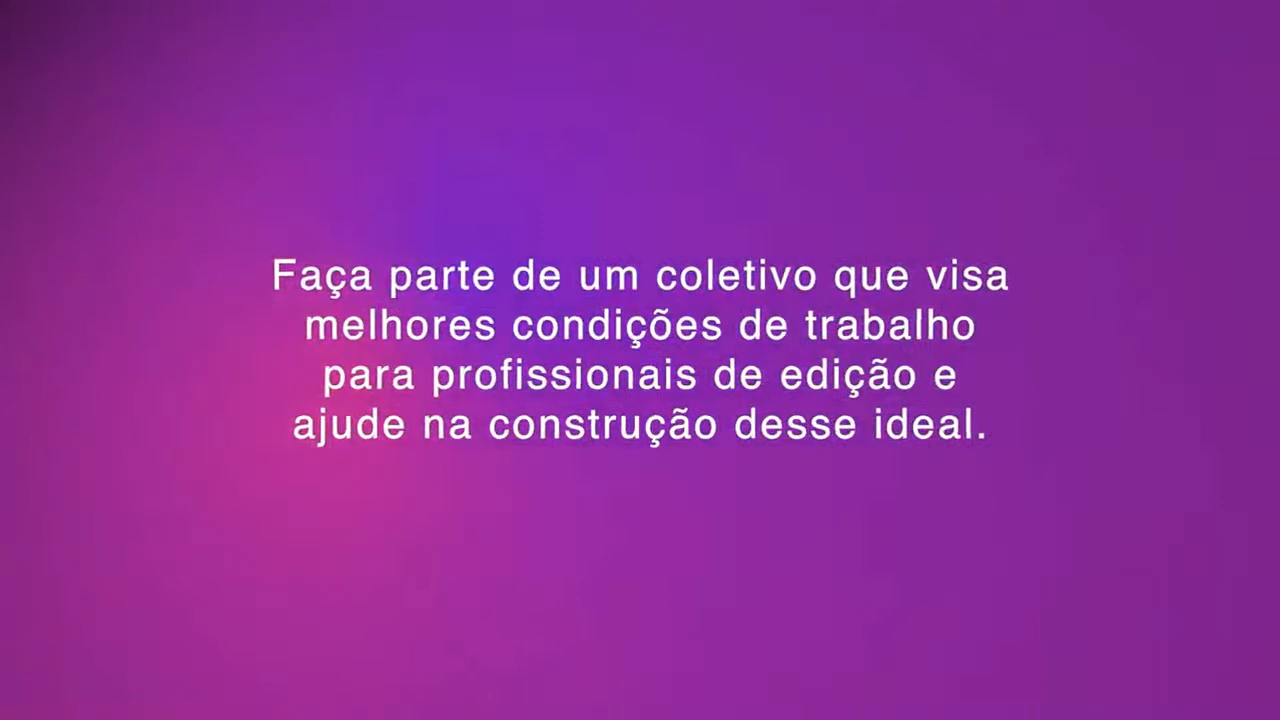 Faça parte de um coletivo que visa
melhores condições de trabalho
para profissionais de edição e
ajude na construção desse ideal.